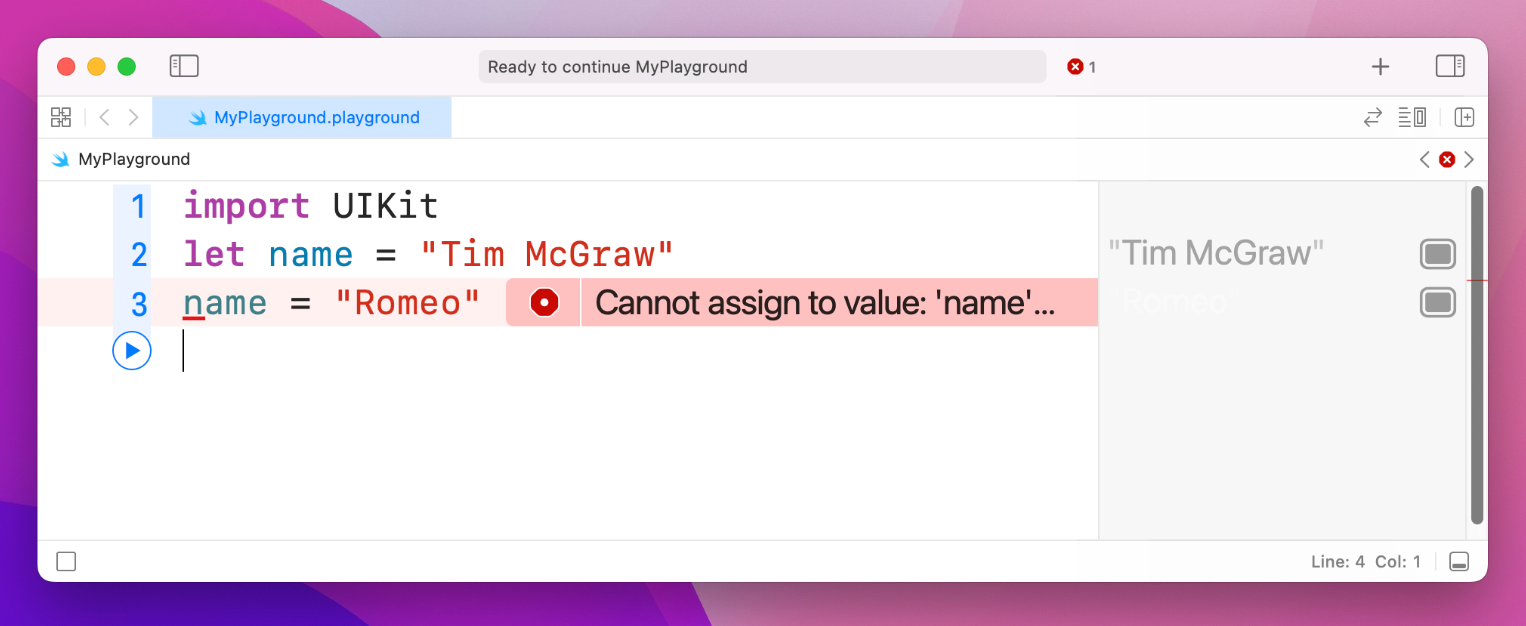 Ready to continue MyPlayground
1
MyPlayground.playground
MyPlayground
1 import UIKit
2 let name = "Tim McGraw"
"Tim McGraw"
3 name = "Romeo"
Cannot assign to value: 'name'...
"Romeo"
Line: 4 Col: 1